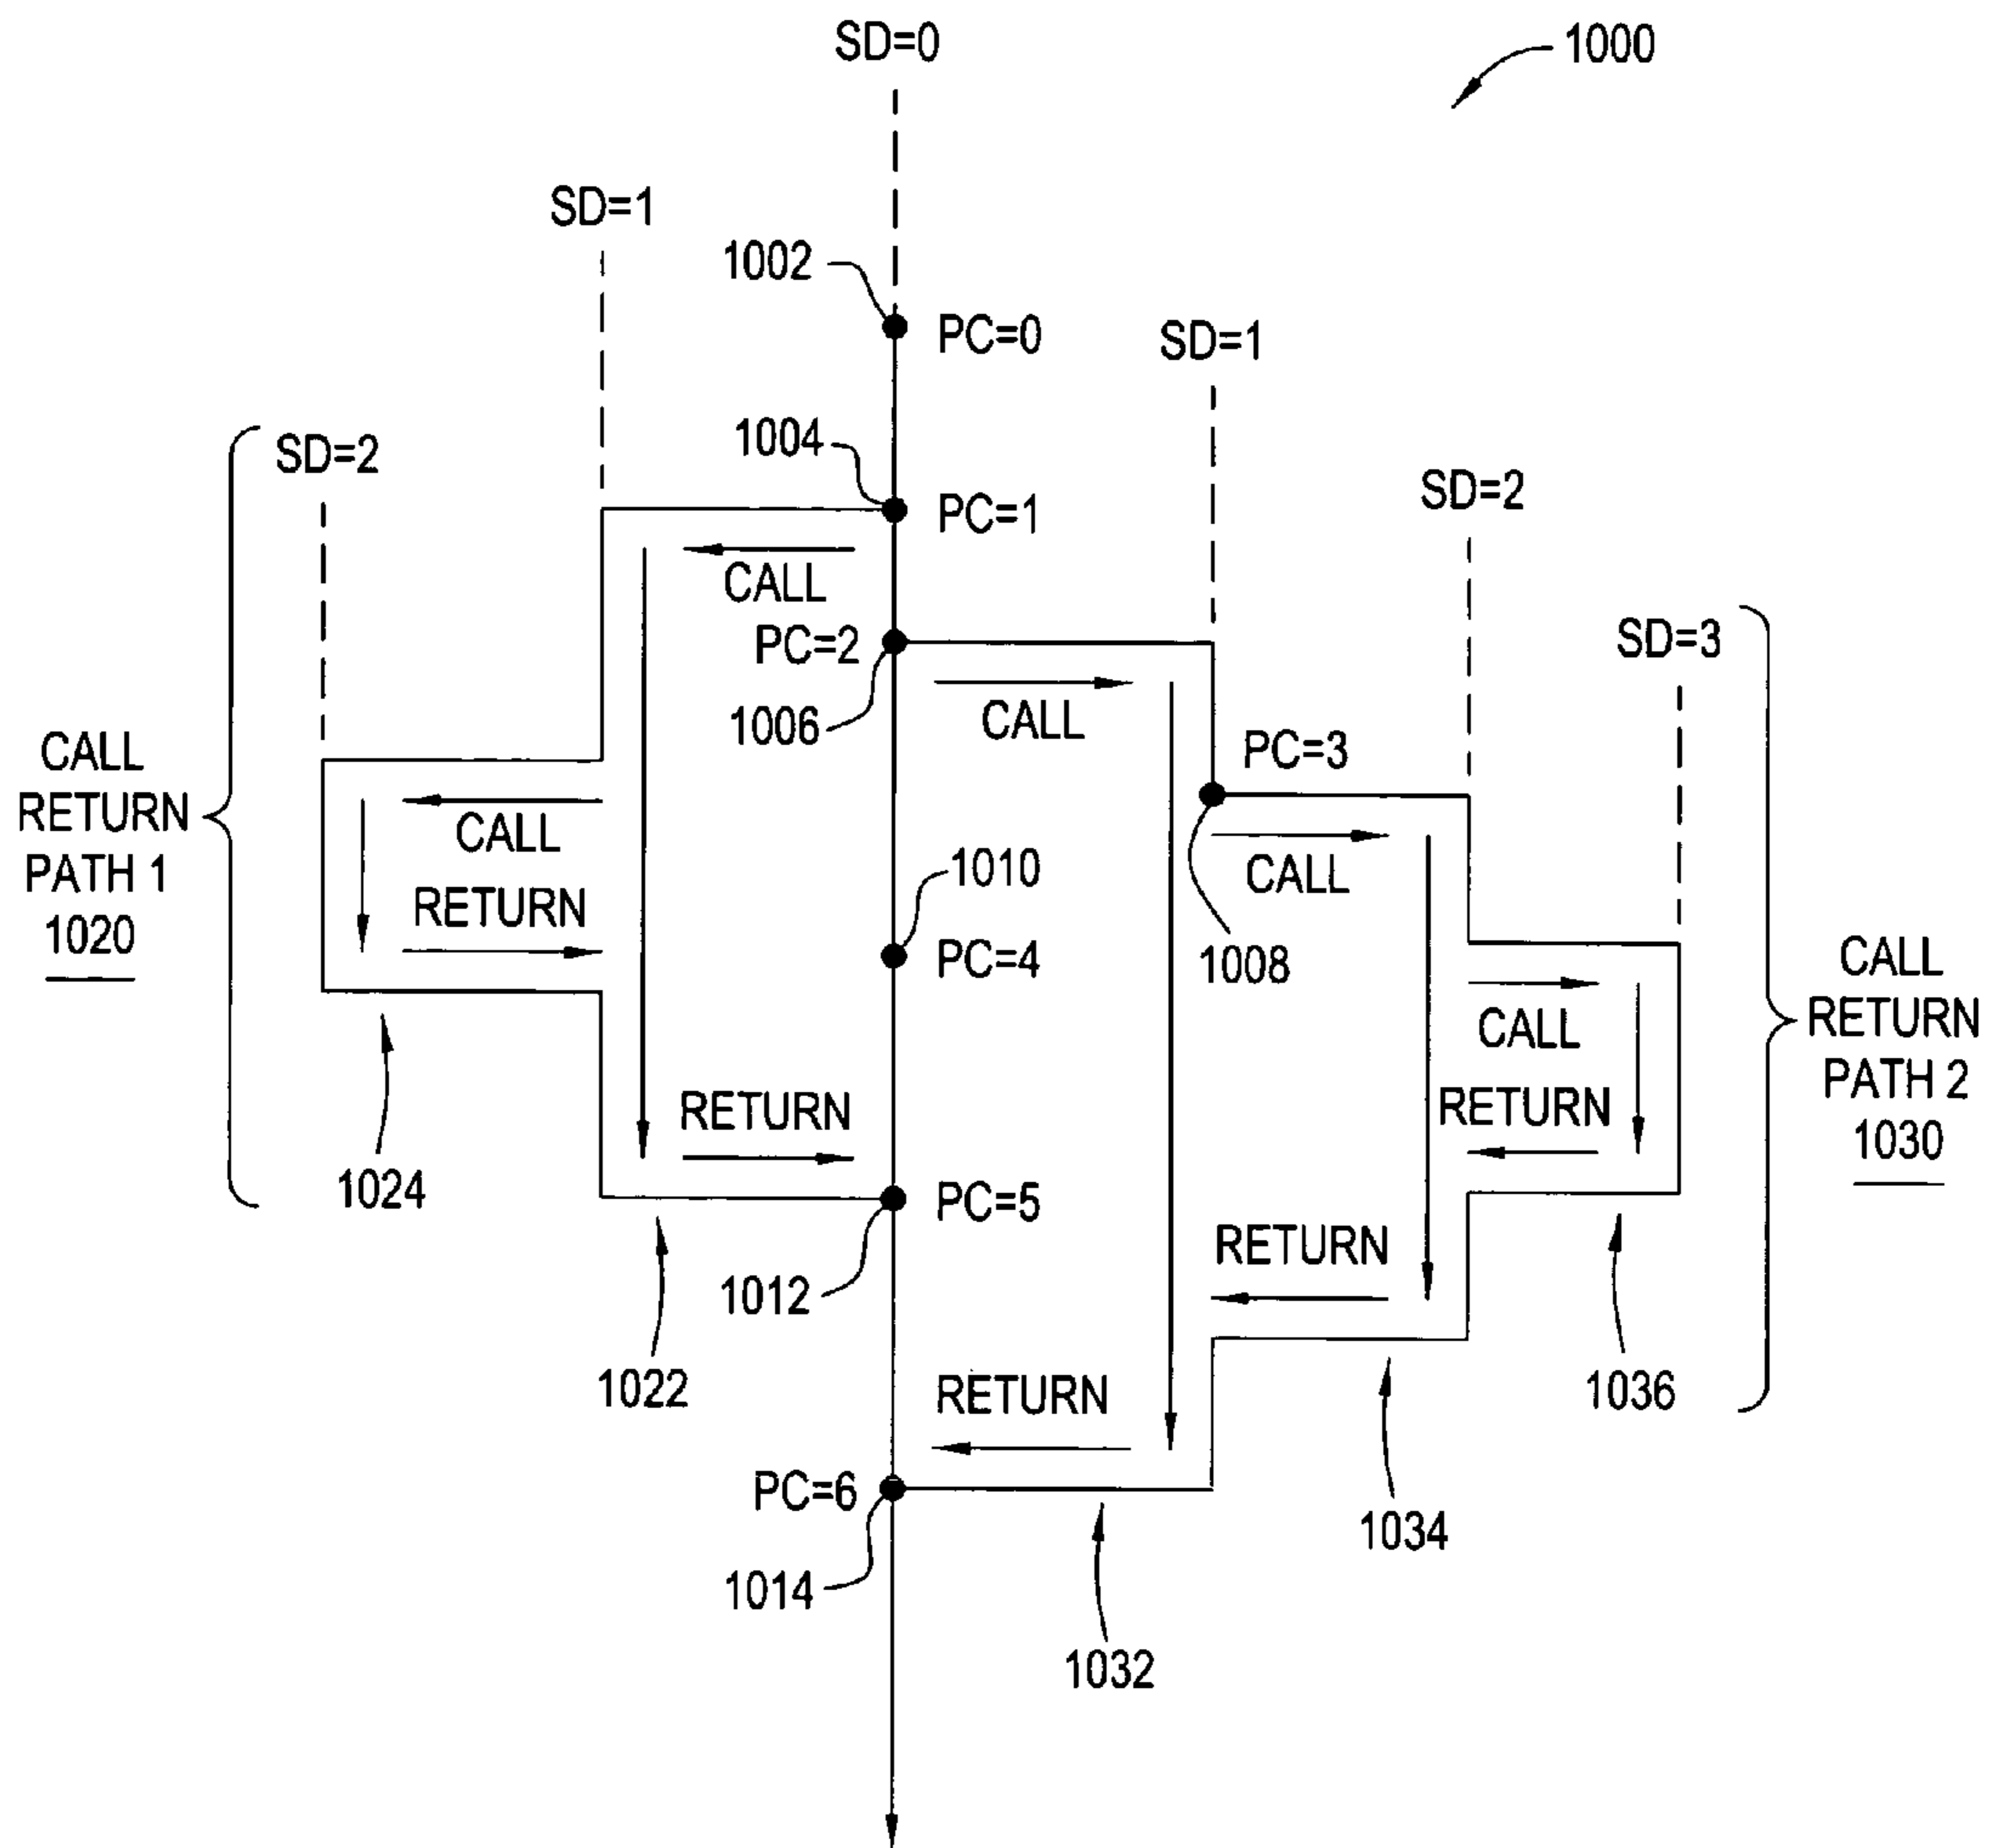 SD=0
1000
SD=1
1002
PC=0
SD=1
1004
SD=2
PC=1
SD=2
CALL
PC=2
SD=3
1006
CALL
CALL
RETURN
PATH 1
1020
PC=3
CALL
CALL
1010
RETURN
PC=4
1008
CALL
RETURN
PATH 2
1030
CALL
RETURN
RETURN
1024
PC=5
RETURN
1012
1022
RETURN
1036
PC=6
1034
1014
1032